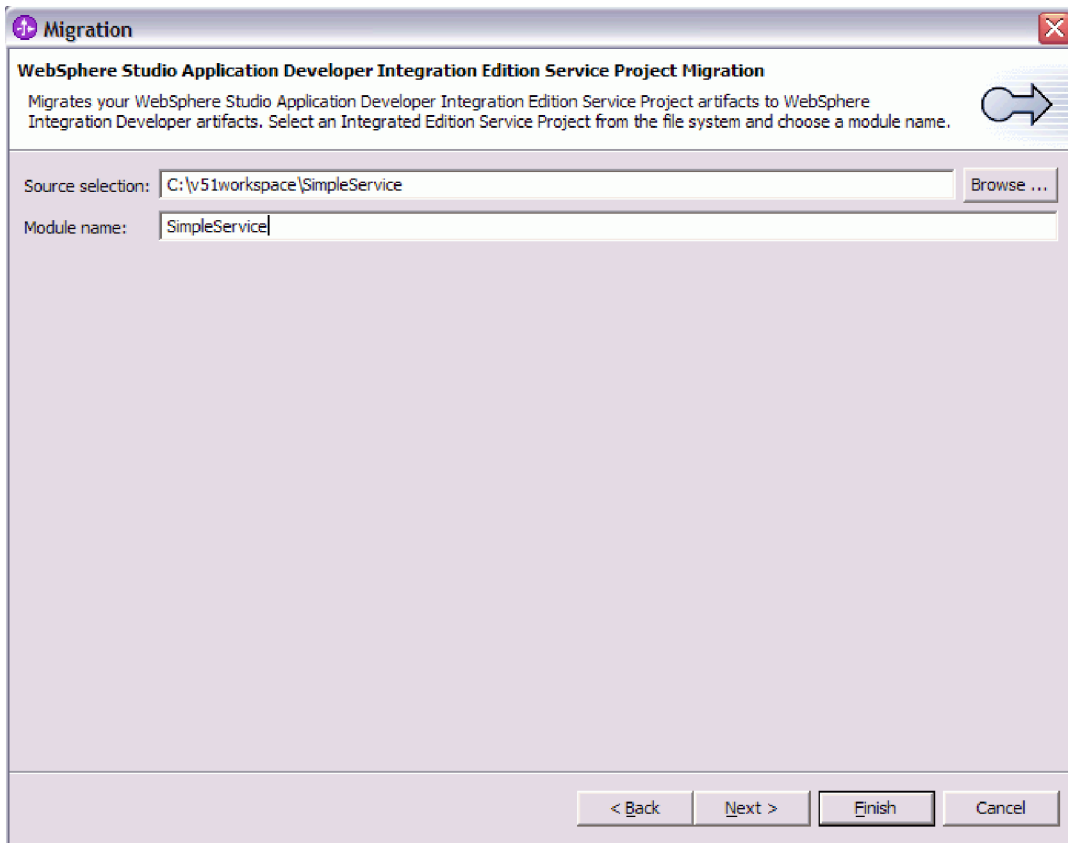 Migration
WebSphere Studio Application Developer Integration Edition Service Project Migration
Migrates your WebSphere Studio Application Developer Integration Edition Service Project artifacts to WebSphere
Integration Developer artifacts. Select an Integrated Edition Service Project from the file system and choose a module name.
Source selection: C:\v51workspace\SimpleService Browse ...
Module name: SimpleService
< Back Next > Finish Cancel